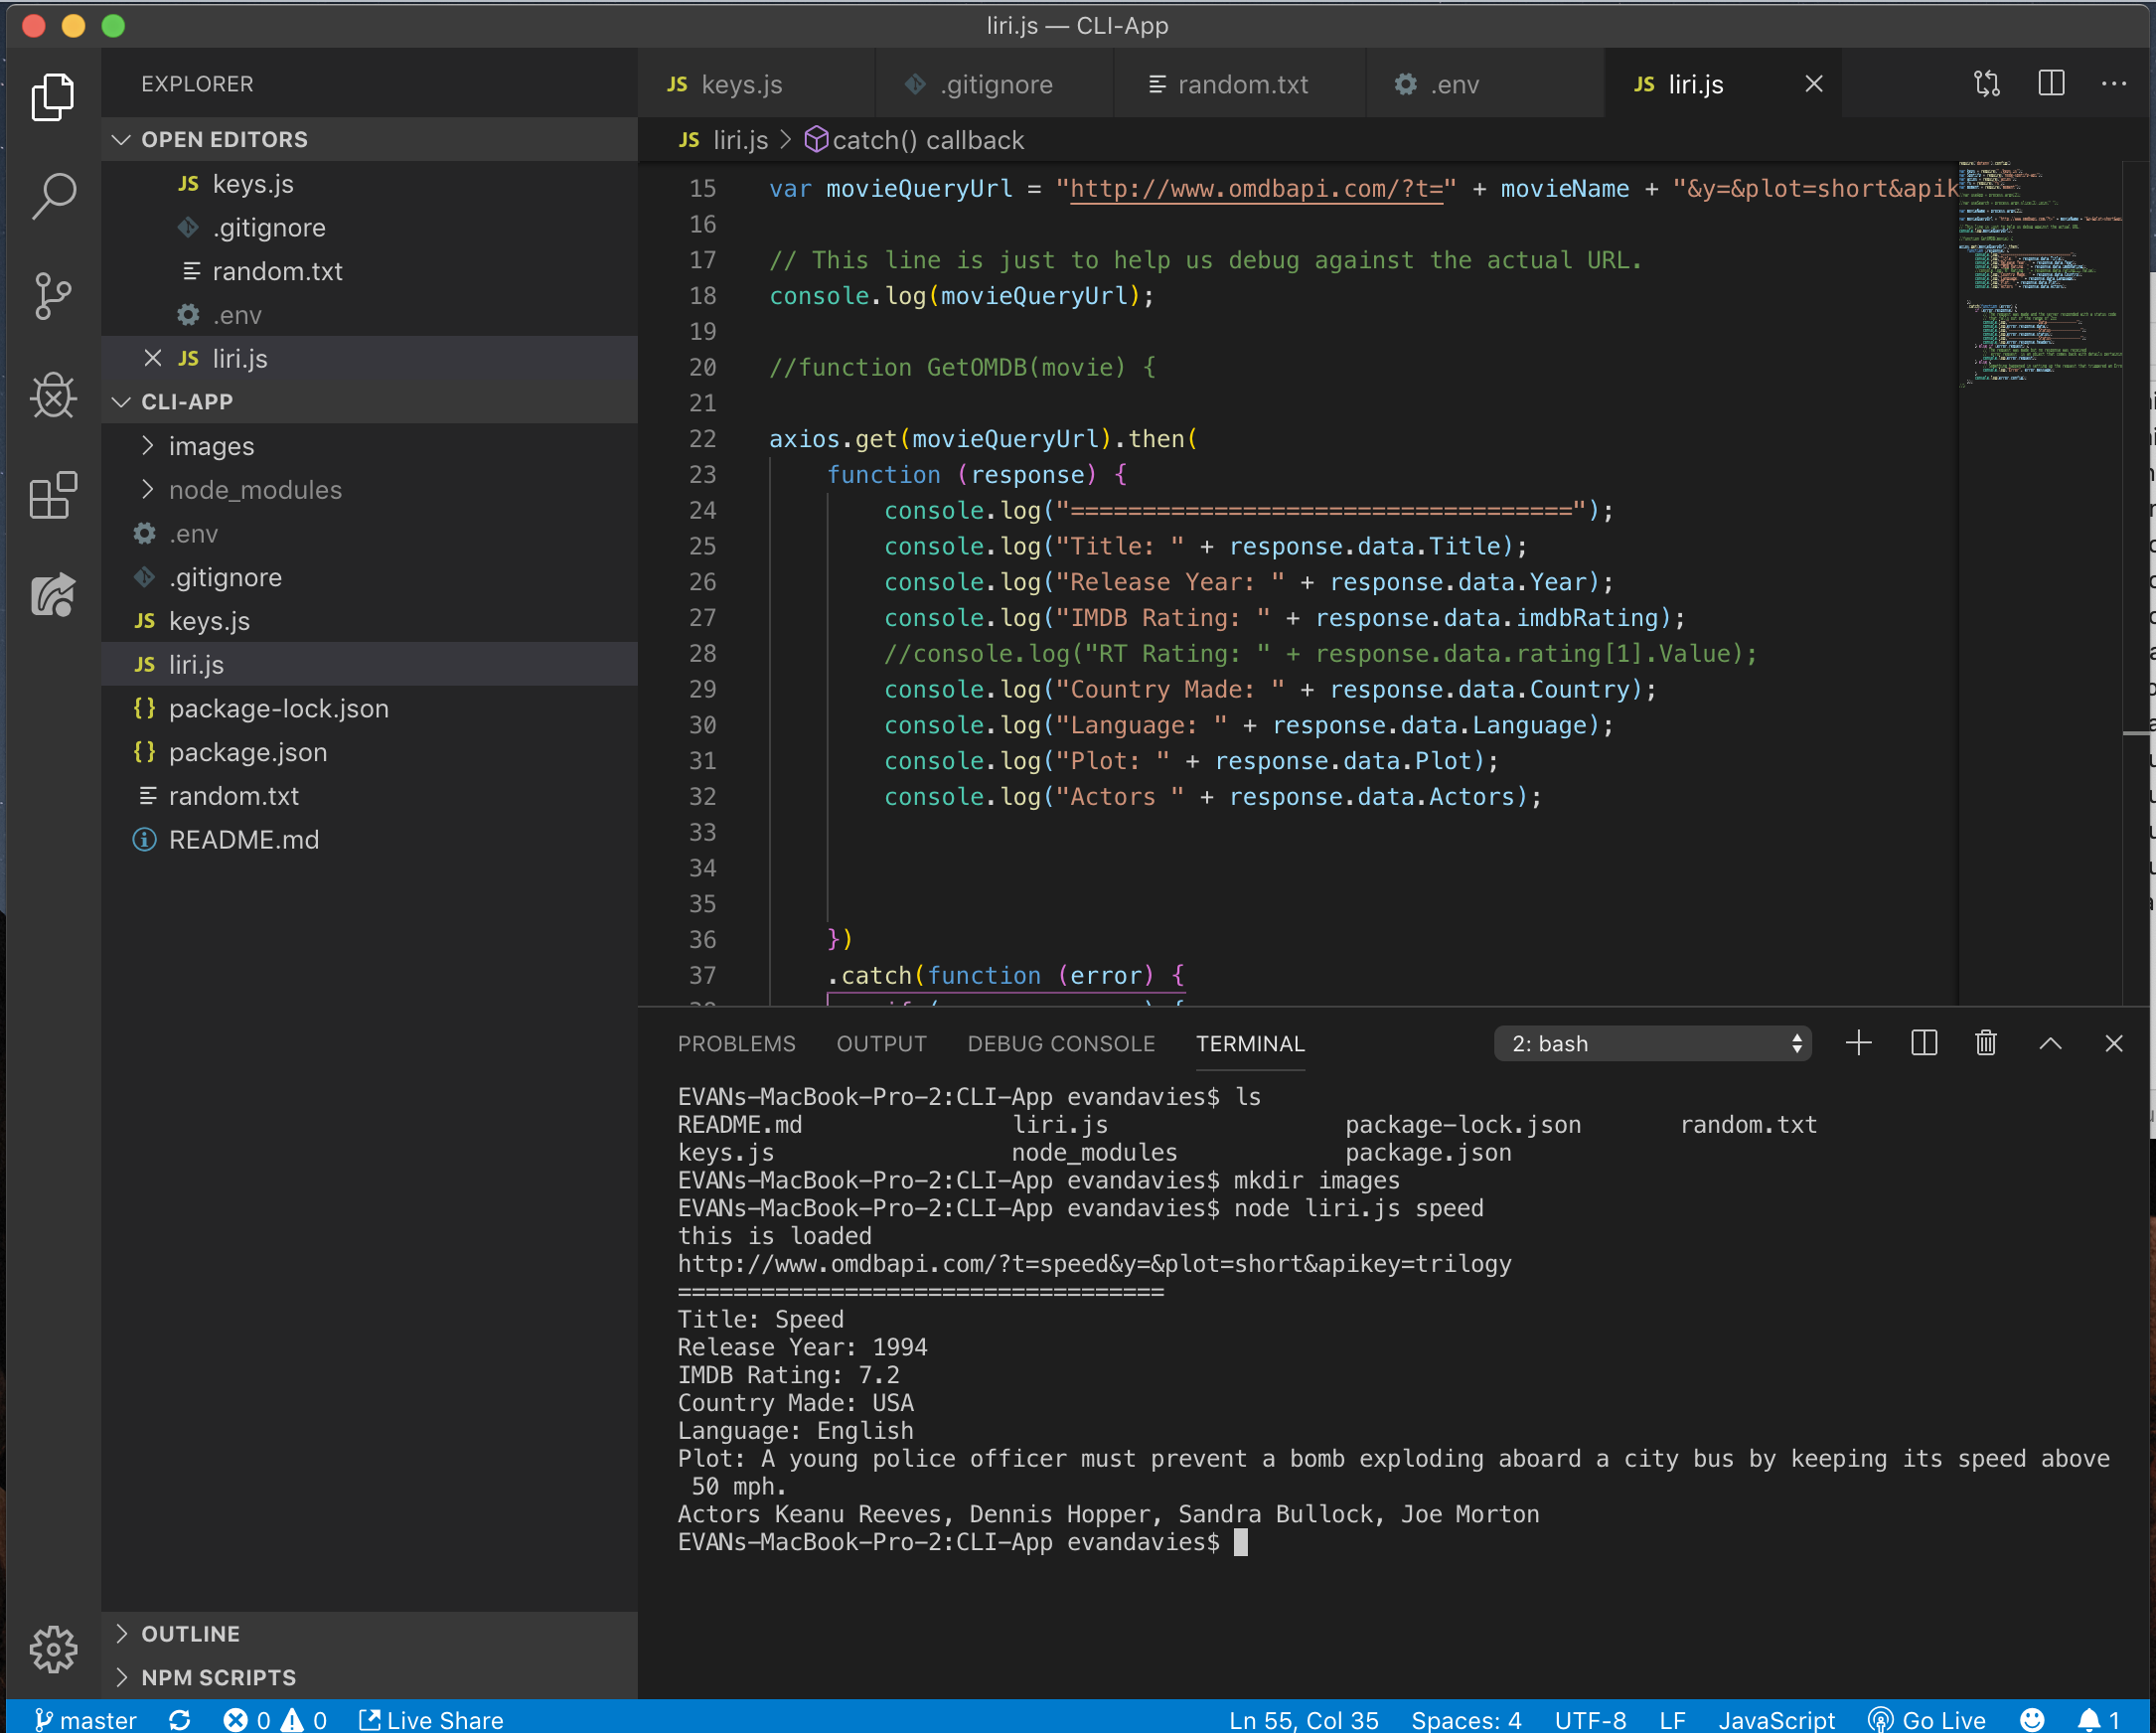 liri.js — CLI-App
EXPLORER
OPEN EDITORS
JS keys.js
.gitignore
random.txt
.env
JS liri.js
CLI-APP
images
node_modules
.env
.gitignore
JS keys.js
JS liri.js
{} package-lock.json
{} package.json
random.txt
README.md
OUTLINE
NPM SCRIPTS
JS keys.js
.gitignore
random.txt
.env
JS liri.js
JS liri.js > catch() callback
15 var movieQueryUrl = "http://www.omdbapi.com/?t=" + movieName + "&y=&plot=short&apik
16
17 // This line is just to help us debug against the actual URL.
18 console.log(movieQueryUrl);
19
20 //function GetOMDB(movie) {
21
22 axios.get(movieQueryUrl).then(
23 function (response) {
24 console.log("===================================");
25 console.log("Title: " + response.data.Title);
26 console.log("Release Year: " + response.data.Year);
27 console.log("IMDB Rating: " + response.data.imdbRating);
28 //console.log("RT Rating: " + response.data.rating[1].Value);
29 console.log("Country Made: " + response.data.Country);
30 console.log("Language: " + response.data.Language);
31 console.log("Plot: " + response.data.Plot);
32 console.log("Actors " + response.data.Actors);
33
34
35
36 })
37 .catch(function (error) {
PROBLEMS OUTPUT DEBUG CONSOLE TERMINAL 2: bash
EVANs-MacBook-Pro-2:CLI-App evandavies$ ls
README.md liri.js package-lock.json random.txt
keys.js node_modules package.json
EVANs-MacBook-Pro-2:CLI-App evandavies$ mkdir images
EVANs-MacBook-Pro-2:CLI-App evandavies$ node liri.js speed
this is loaded
http://www.omdbapi.com/?t=speed&y=&plot=short&apikey=trilogy
===================================
Title: Speed
Release Year: 1994
IMDB Rating: 7.2
Country Made: USA
Language: English
Plot: A young police officer must prevent a bomb exploding aboard a city bus by keeping its speed above
50 mph.
Actors Keanu Reeves, Dennis Hopper, Sandra Bullock, Joe Morton
EVANs-MacBook-Pro-2:CLI-App evandavies$
master 0 0 Live Share Ln 55, Col 35 Spaces: 4 UTF-8 LF JavaScript Go Live 1